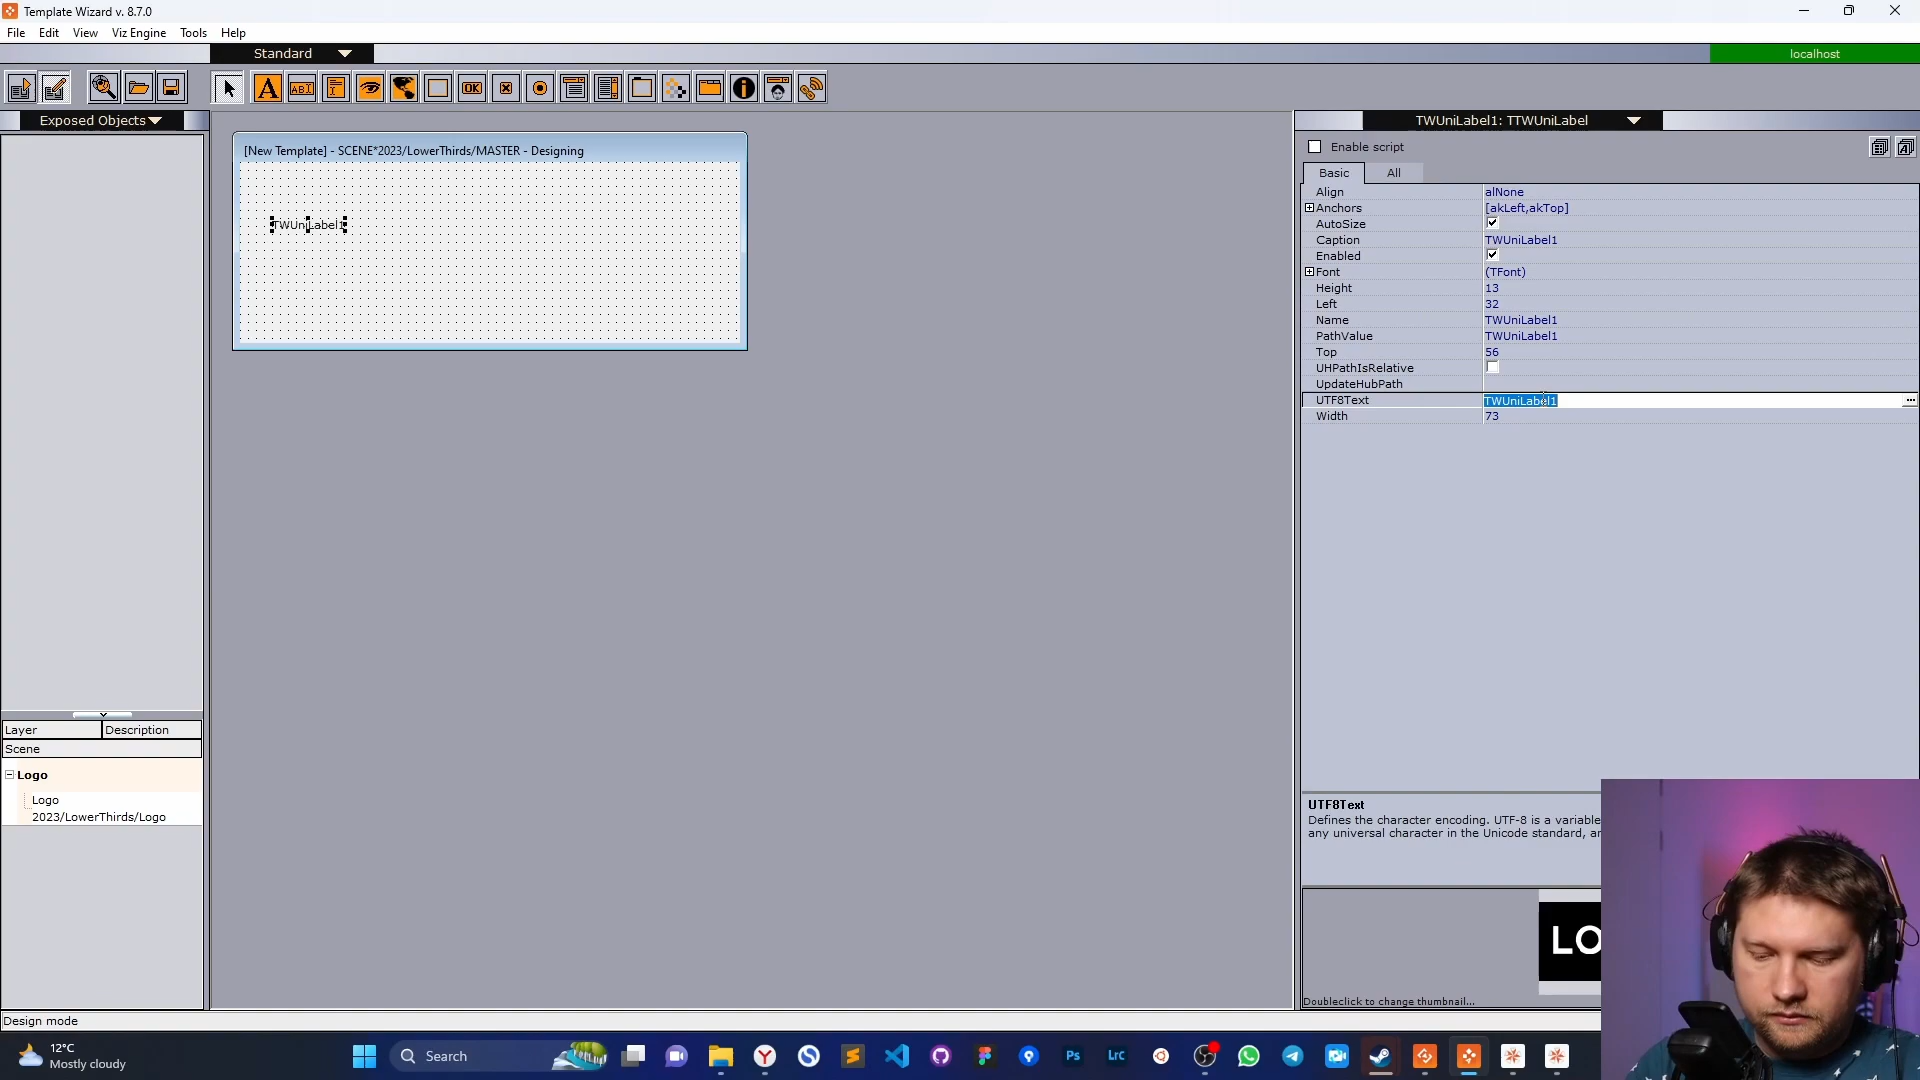 Template Wizard v. 8.7.0
File Edit View Viz Engine Tools Help
Standard
localhost
A ABI OK
Exposed Objects
TWUniLabel1: TTWUniLabel
[New Template] - SCENE*2023/LowerThirds/MASTER - Designing
TWUniLabel1
Enable script
Basic All
Align alNone
Anchors [akLeft,akTop]
AutoSize
Caption TWUniLabel1
Enabled
Font (TFont)
Height 13
Left 32
Name TWUniLabel1
PathValue TWUniLabel1
Top 56
UHPathIsRelative
UpdateHubPath
UTF8Text TWUniLabel1 ...
Width 73
Layer Description
Scene
Logo
Logo
2023/LowerThirds/Logo
UTF8Text
Defines the character encoding. UTF-8 is a variable
any universal character in the Unicode standard,
LO
Doubleclick to change thumbnail...
Design mode
12°C
Mostly cloudy
Search
Ps
Lrc